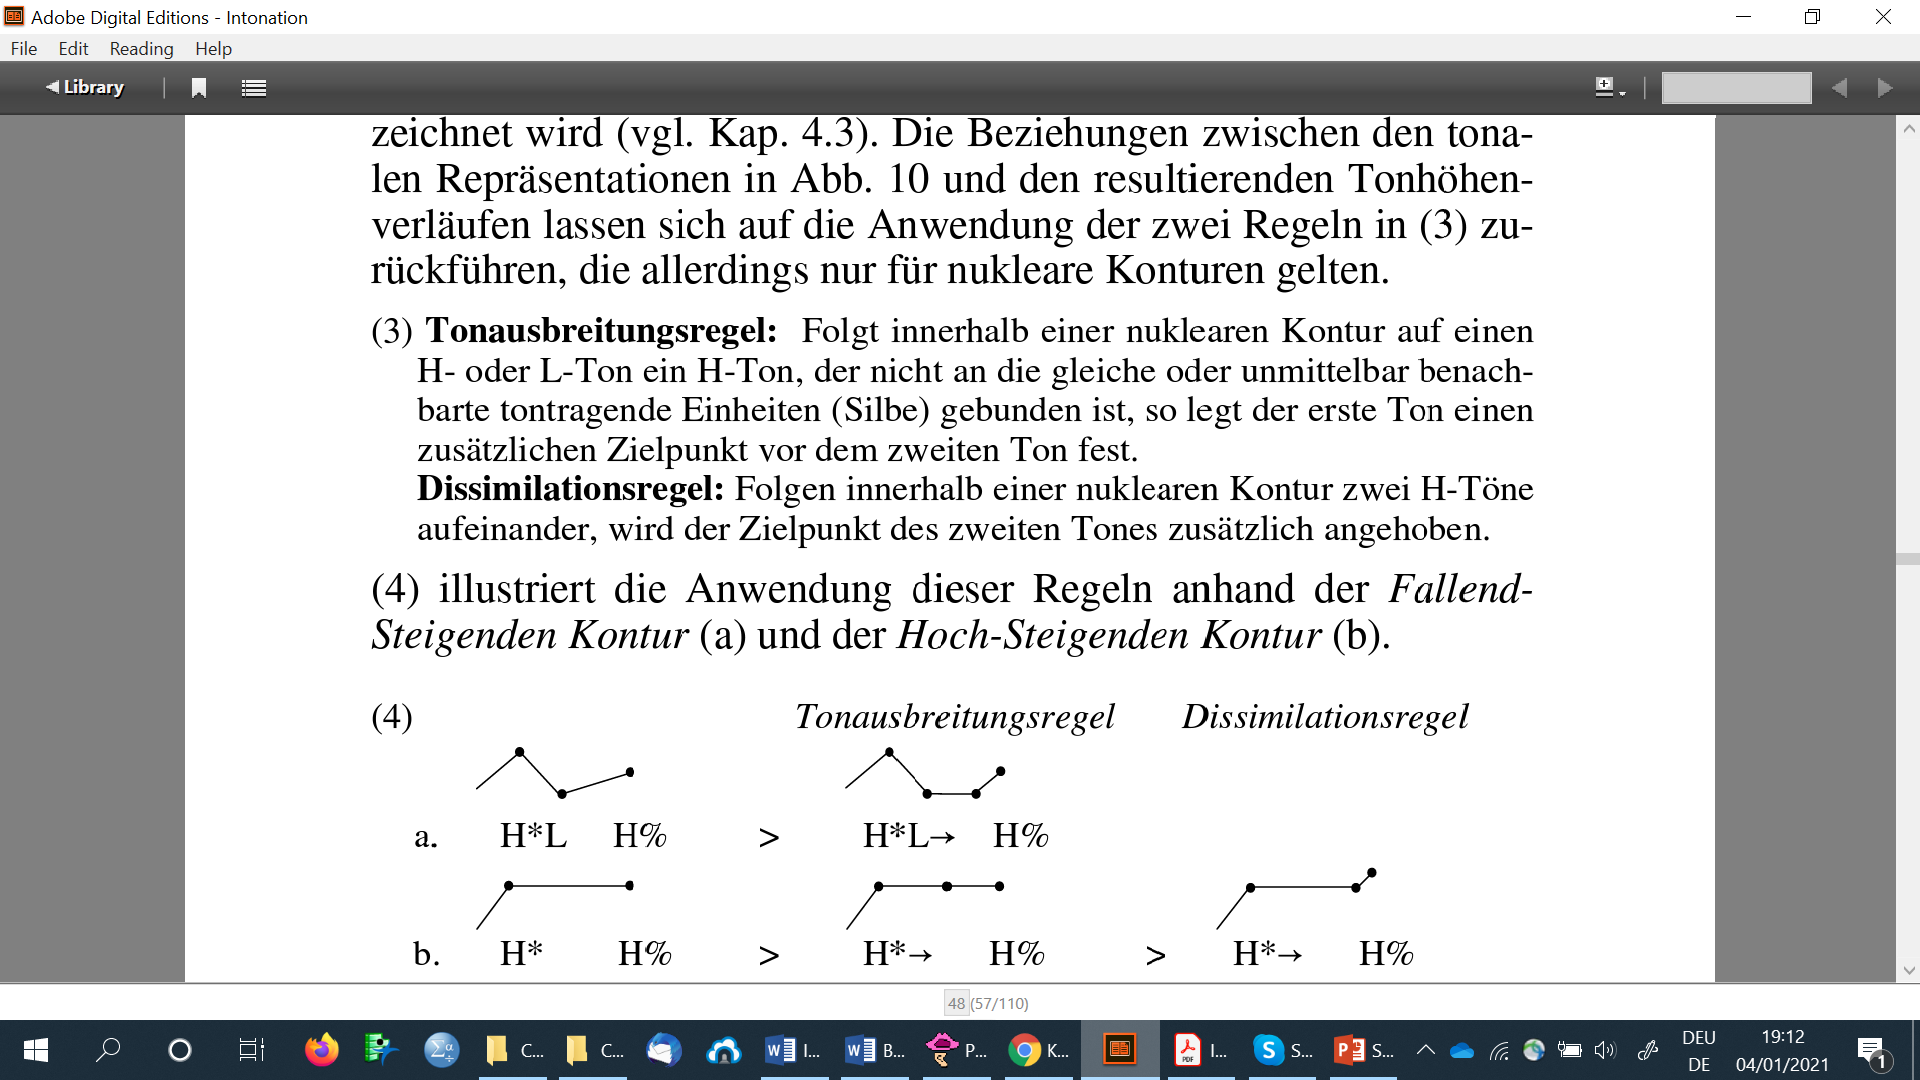 Adobe Digital Editions - Intonation
File Edit Reading Help
Library
zeichnet wird (vgl. Kap. 4.3). Die Beziehungen zwischen den tona-
len Repräsentationen in Abb. 10 und den resultierenden Tonhöhen-
verläufen lassen sich auf die Anwendung der zwei Regeln in (3) zu-
rückführen, die allerdings nur für nukleare Konturen gelten.
(3) Tonausbreitungsregel: Folgt innerhalb einer nuklearen Kontur auf einen
H- oder L-Ton ein H-Ton, der nicht an die gleiche oder unmittelbar benach-
barte tontragende Einheiten (Silbe) gebunden ist, so legt der erste Ton einen
zusätzlichen Zielpunkt vor dem zweiten Ton fest.
Dissimilationsregel: Folgen innerhalb einer nuklearen Kontur zwei H-Töne
aufeinander, wird der Zielpunkt des zweiten Tones zusätzlich angehoben.
(4) illustriert die Anwendung dieser Regeln anhand der Fallend-
Steigenden Kontur (a) und der Hoch-Steigenden Kontur (b).
(4) Tonausbreitungsregel Dissimilationsregel
a. H*L H% > H*L→ H%
b. H* H% > H*→ H% > H*→ H%
48 (57/110)
C... C... I... B... P... K... I... S... S...
DEU 19:12
DE 04/01/2021
1